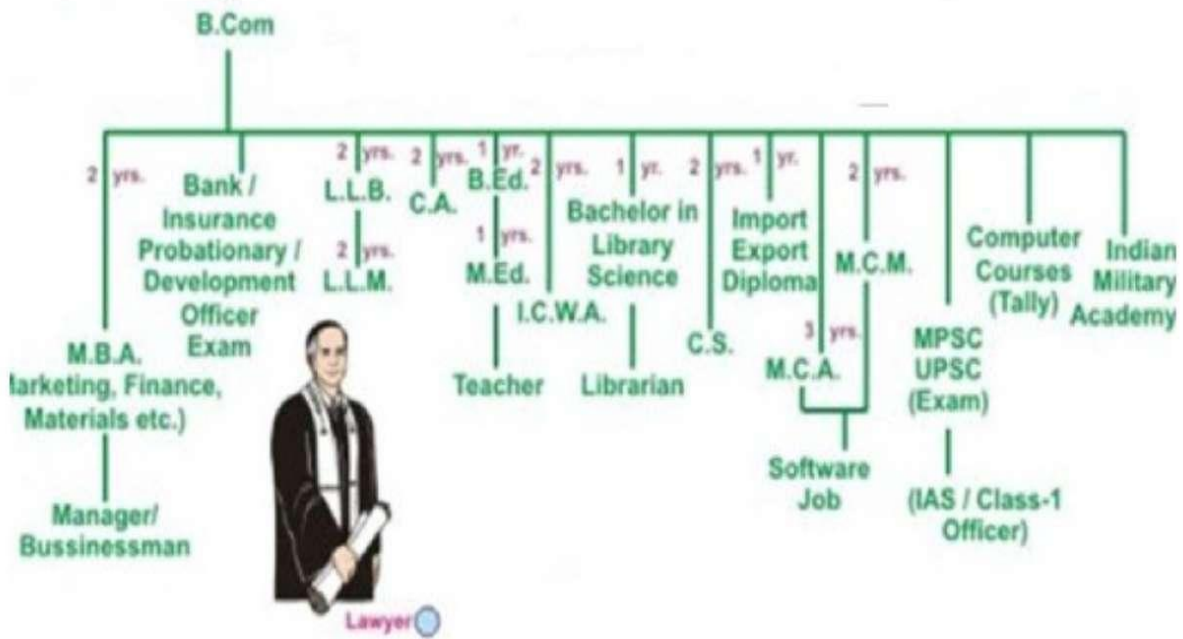 B.Com
2 yrs.
M.B.A.
arketing, Finance,
Materials etc.)
Manager/
Bussinessman
Bank /
Insurance
Probationary /
Development
Officer
Exam
2 yrs.
L.L.B.
2 yrs.
L.L.M.
Lawyer
2 yrs.
C.A.
1 yr.
B.Ed.
1 yrs.
M.Ed.
Teacher
2 yrs.
I.C.W.A.
1 yr.
Bachelor in
Library
Science
Librarian
2 yrs.
C.S.
1 yr.
Import
Export
Diploma
3 yrs.
M.C.A.
2 yrs.
M.C.M.
Software
Job
MPSC
UPSC
(Exam)
(IAS / Class-1
Officer)
Computer
Courses
(Tally)
Indian
Military
Academy